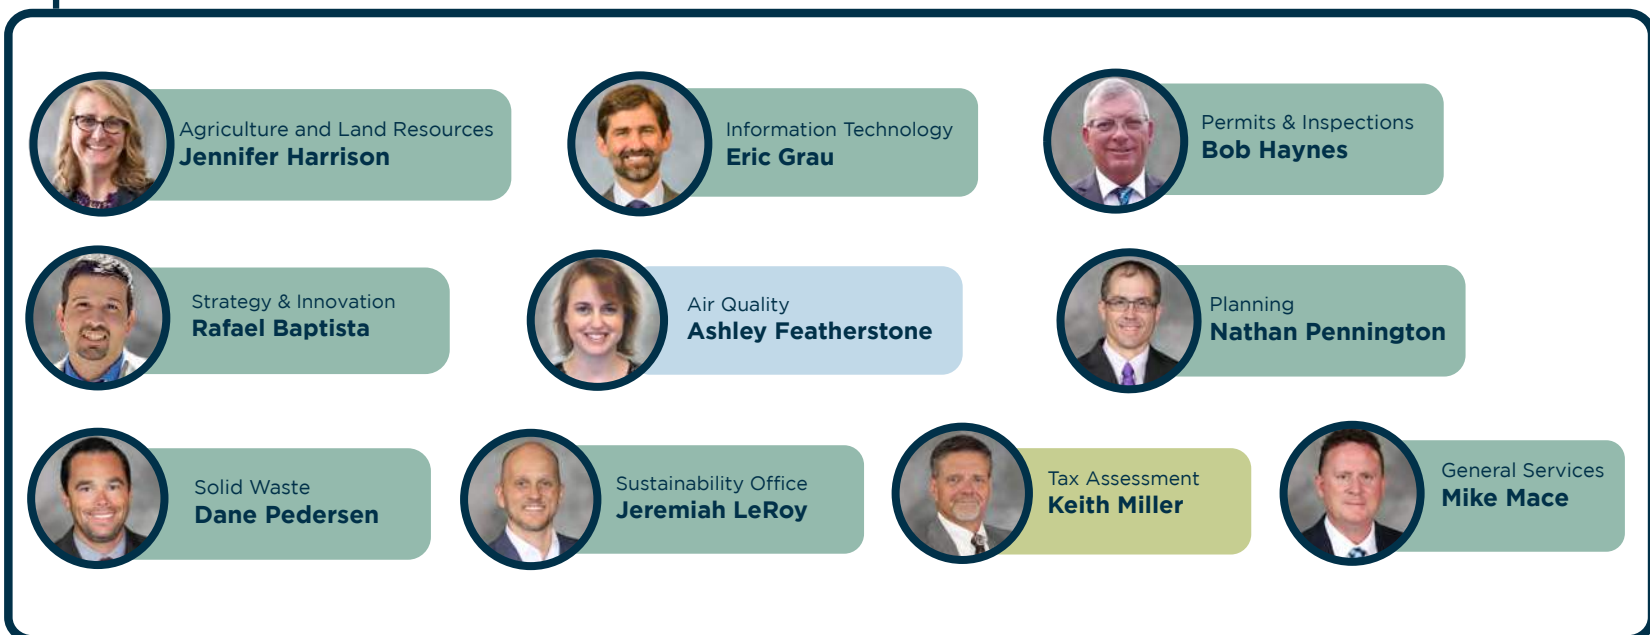 Agriculture and Land Resources
Jennifer Harrison
Information Technology
Eric Grau
Permits & Inspections
Bob Haynes
Strategy & Innovation
Rafael Baptista
Air Quality
Ashley Featherstone
Planning
Nathan Pennington
Solid Waste
Dane Pedersen
Sustainability Office
Jeremiah LeRoy
Tax Assessment
Keith Miller
General Services
Mike Mace